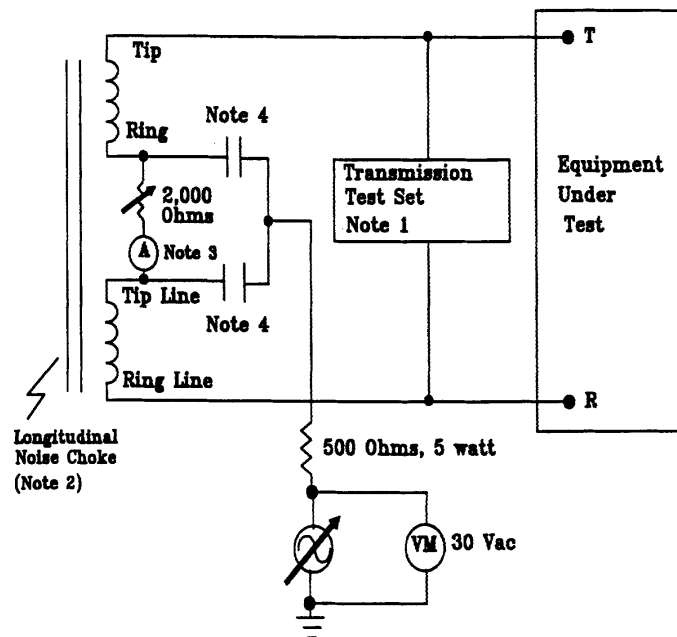 Tip
T
Note 4
Ring
2,000
Ohms
A
Note 3
Transmission
Test Set
Note 1
Equipment
Under
Test
Tip Line
Note 4
Ring Line
R
Longitudinal
Noise Choke
(Note 2)
500 Ohms, 5 watt
VM
30 Vac